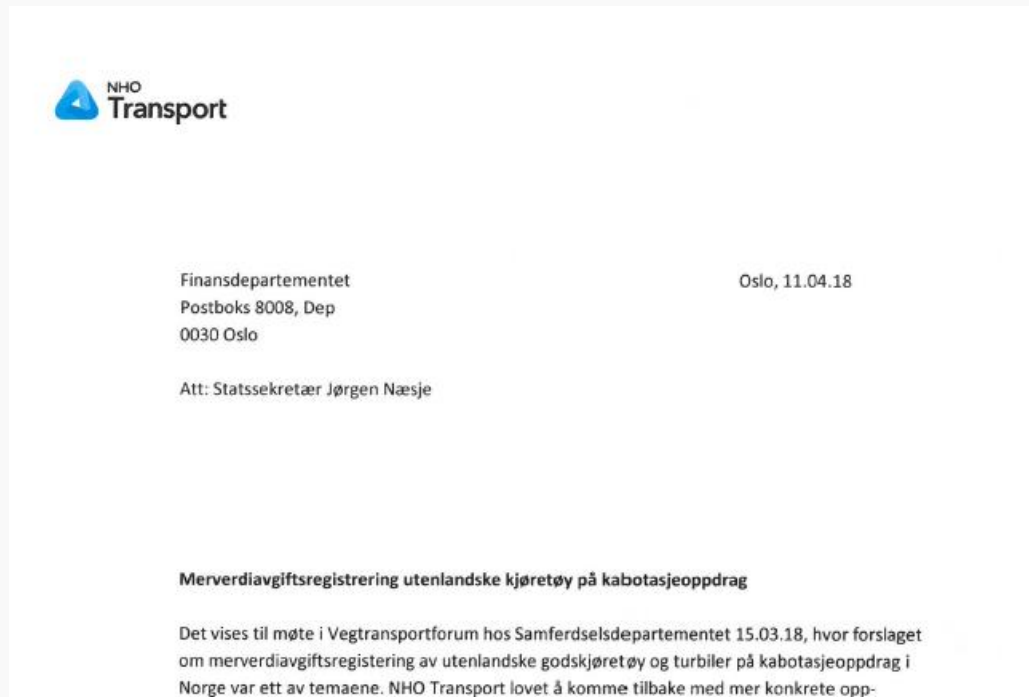 NHO
Transport
Finansdepartementet
Oslo, 11.04.18
Postboks 8008, Dep
0030 Oslo
Att: Statssekretær Jørgen Næsje
Merverdiavgiftsregistrering utenlandske kjøretøy på kabotasjeoppdrag
Det vises til møte i Vegtransportforum hos Samferdselsdepartementet 15.03.18, hvor forslaget
om merverdiavgiftsregistering av utenlandske godskjøretøy og turbiler på kabotasjeoppdrag i
Norge var ett av temaene. NHO Transport lovet å komme tilbake med mer konkrete opp-